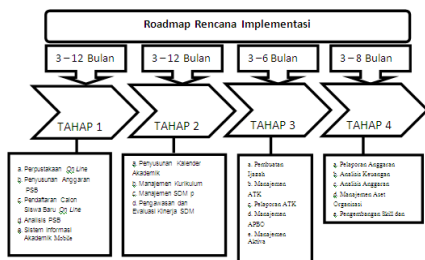 Roadmap Rencana Implementasi
3 – 12 Bulan
3 – 12 Bulan
3 – 6 Bulan
3 – 8 Bulan
TAHAP 1
TAHAP 2
TAHAP 3
TAHAP 4
a. Perpustakaan On Line
b. Penyusunan Anggaran
PSB
c. Pendaftaran Calon
Siswa Baru On Line
d. Analisis PSB
e. Sistem Informasi
Akademik Mobile
a. Penyusunan Kalender
Akademik
b. Manajemen Kurikulum
c. Manajemen SDM p
d. Pengawasan dan
Evaluasi Kinerja SDM
a. Pembuatan
Ijasah
b. Manajemen
ATK
c. Pelaporan ATK
d. Manajemen
APBO
e. Manajemen
Aktiva
a. Pelaporan Anggaran
b. Analisis Keuangan
c. Analisis Anggaran
d. Manajemen Aset
Organisasi
e. Pengembangan Skill dan